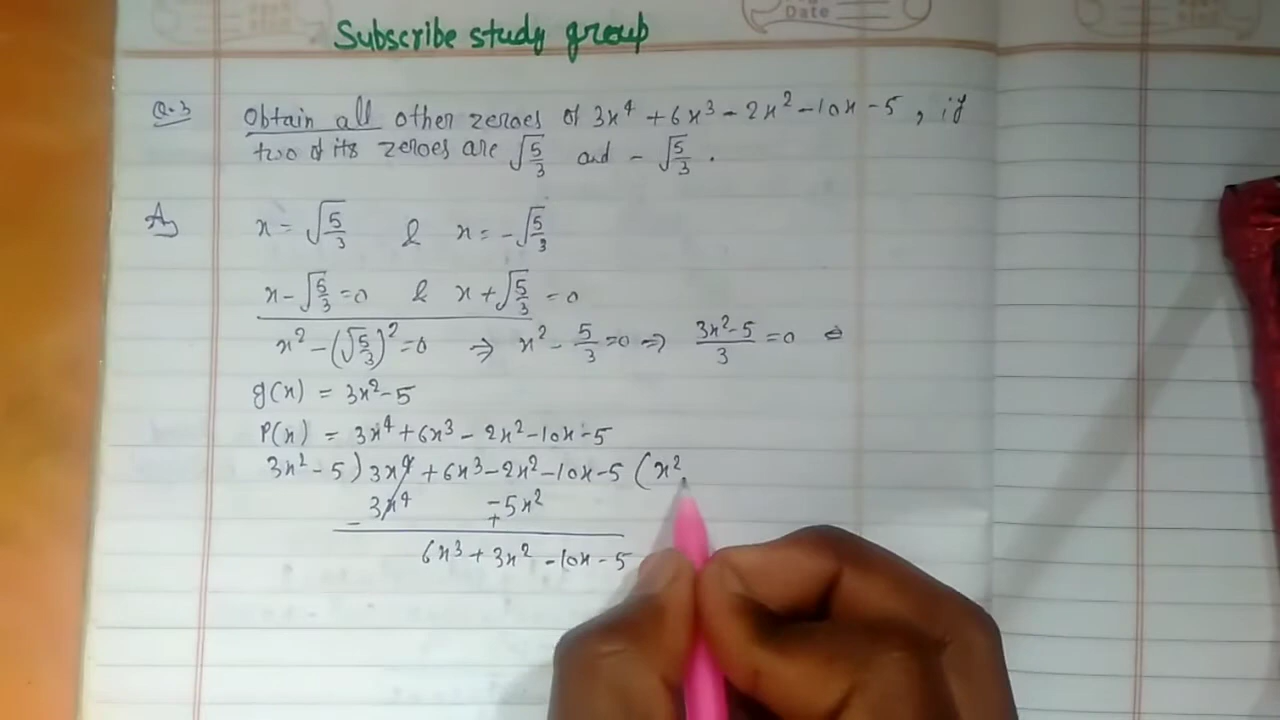 Date
Subscribe study group
Q.3 Obtain all other zeroes of 3x⁴ + 6x³ - 2x² - 10x - 5, if
two of its zeroes are √5/3 and - √5/3.
x = √5/3 & x = - √5/3
x - √5/3 = 0 & x + √5/3 = 0
x² - (√5/3)² = 0 ⇒ x² - 5/3 = 0 ⇒ 3x² - 5/3 = 0
g(x) = 3x² - 5
P(x) = 3x⁴ + 6x³ - 2x² - 10x - 5
3x² - 5 ) 3x⁴ + 6x³ - 2x² - 10x - 5 ( x²
3x⁴ - 5x²
- +
6x³ + 3x² - 10x - 5